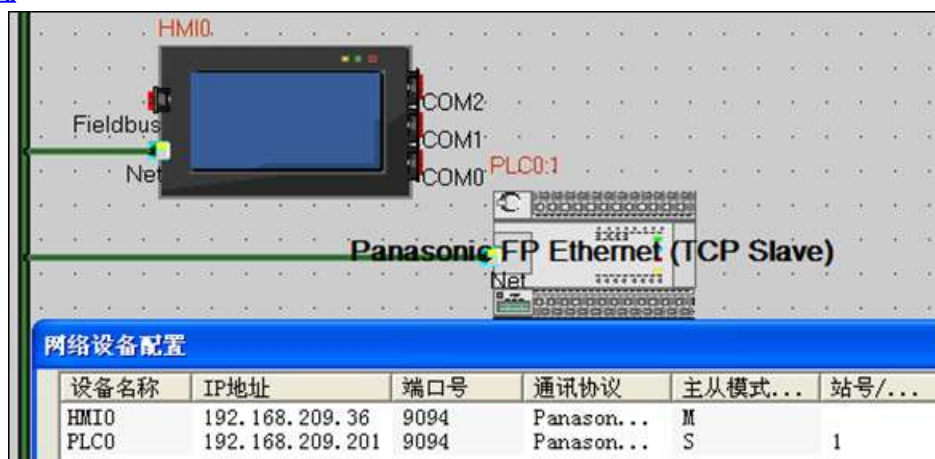 HMI0
COM2
Fieldbus
COM1
Net
COM0
PLC0:1
Panasonic FP Ethernet (TCP Slave)
Net
网络设备配置
设备名称 IP地址 端口号 通讯协议 主从模式... 站号/...
HMI0 192.168.209.36 9094 Panason... M
PLC0 192.168.209.201 9094 Panason... S 1